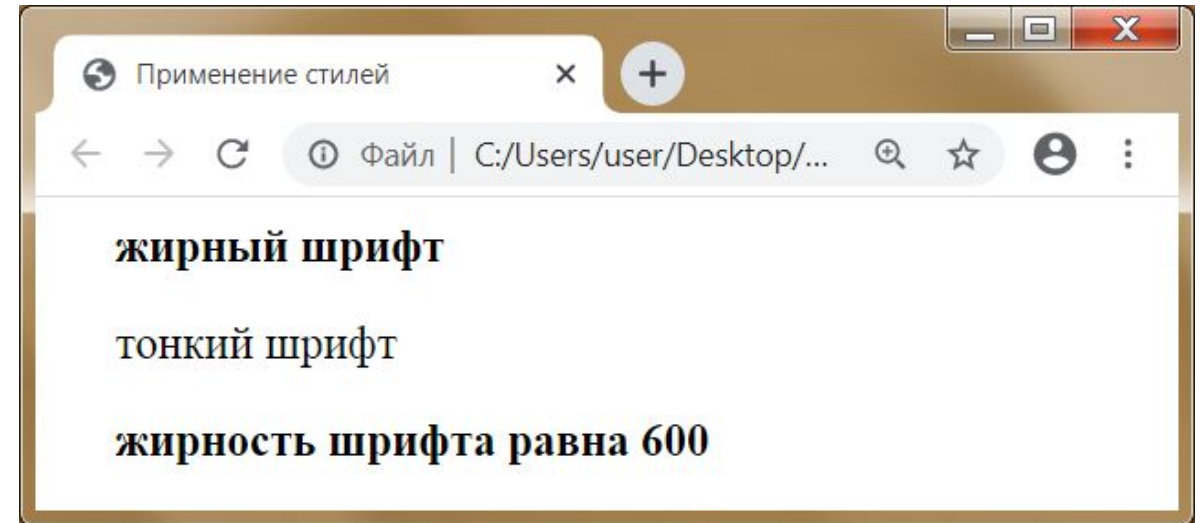 Применение стилей
Файл | C:/Users/user/Desktop/...
жирный шрифт
тонкий шрифт
жирность шрифта равна 600